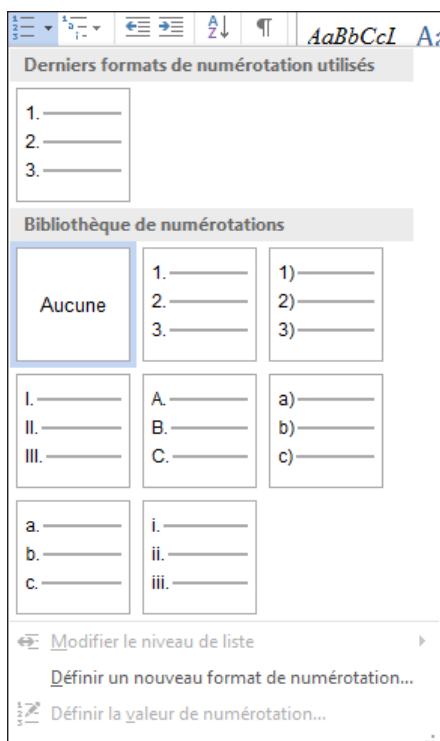 AaBbCcI Aa
Derniers formats de numérotation utilisés
1.
2.
3.
Bibliothèque de numérotations
Aucune
1.
2.
3.
1)
2)
3)
I.
II.
III.
A.
B.
C.
a)
b)
c)
a.
b.
c.
i.
ii.
iii.
Modifier le niveau de liste
Définir un nouveau format de numérotation...
Définir la valeur de numérotation...